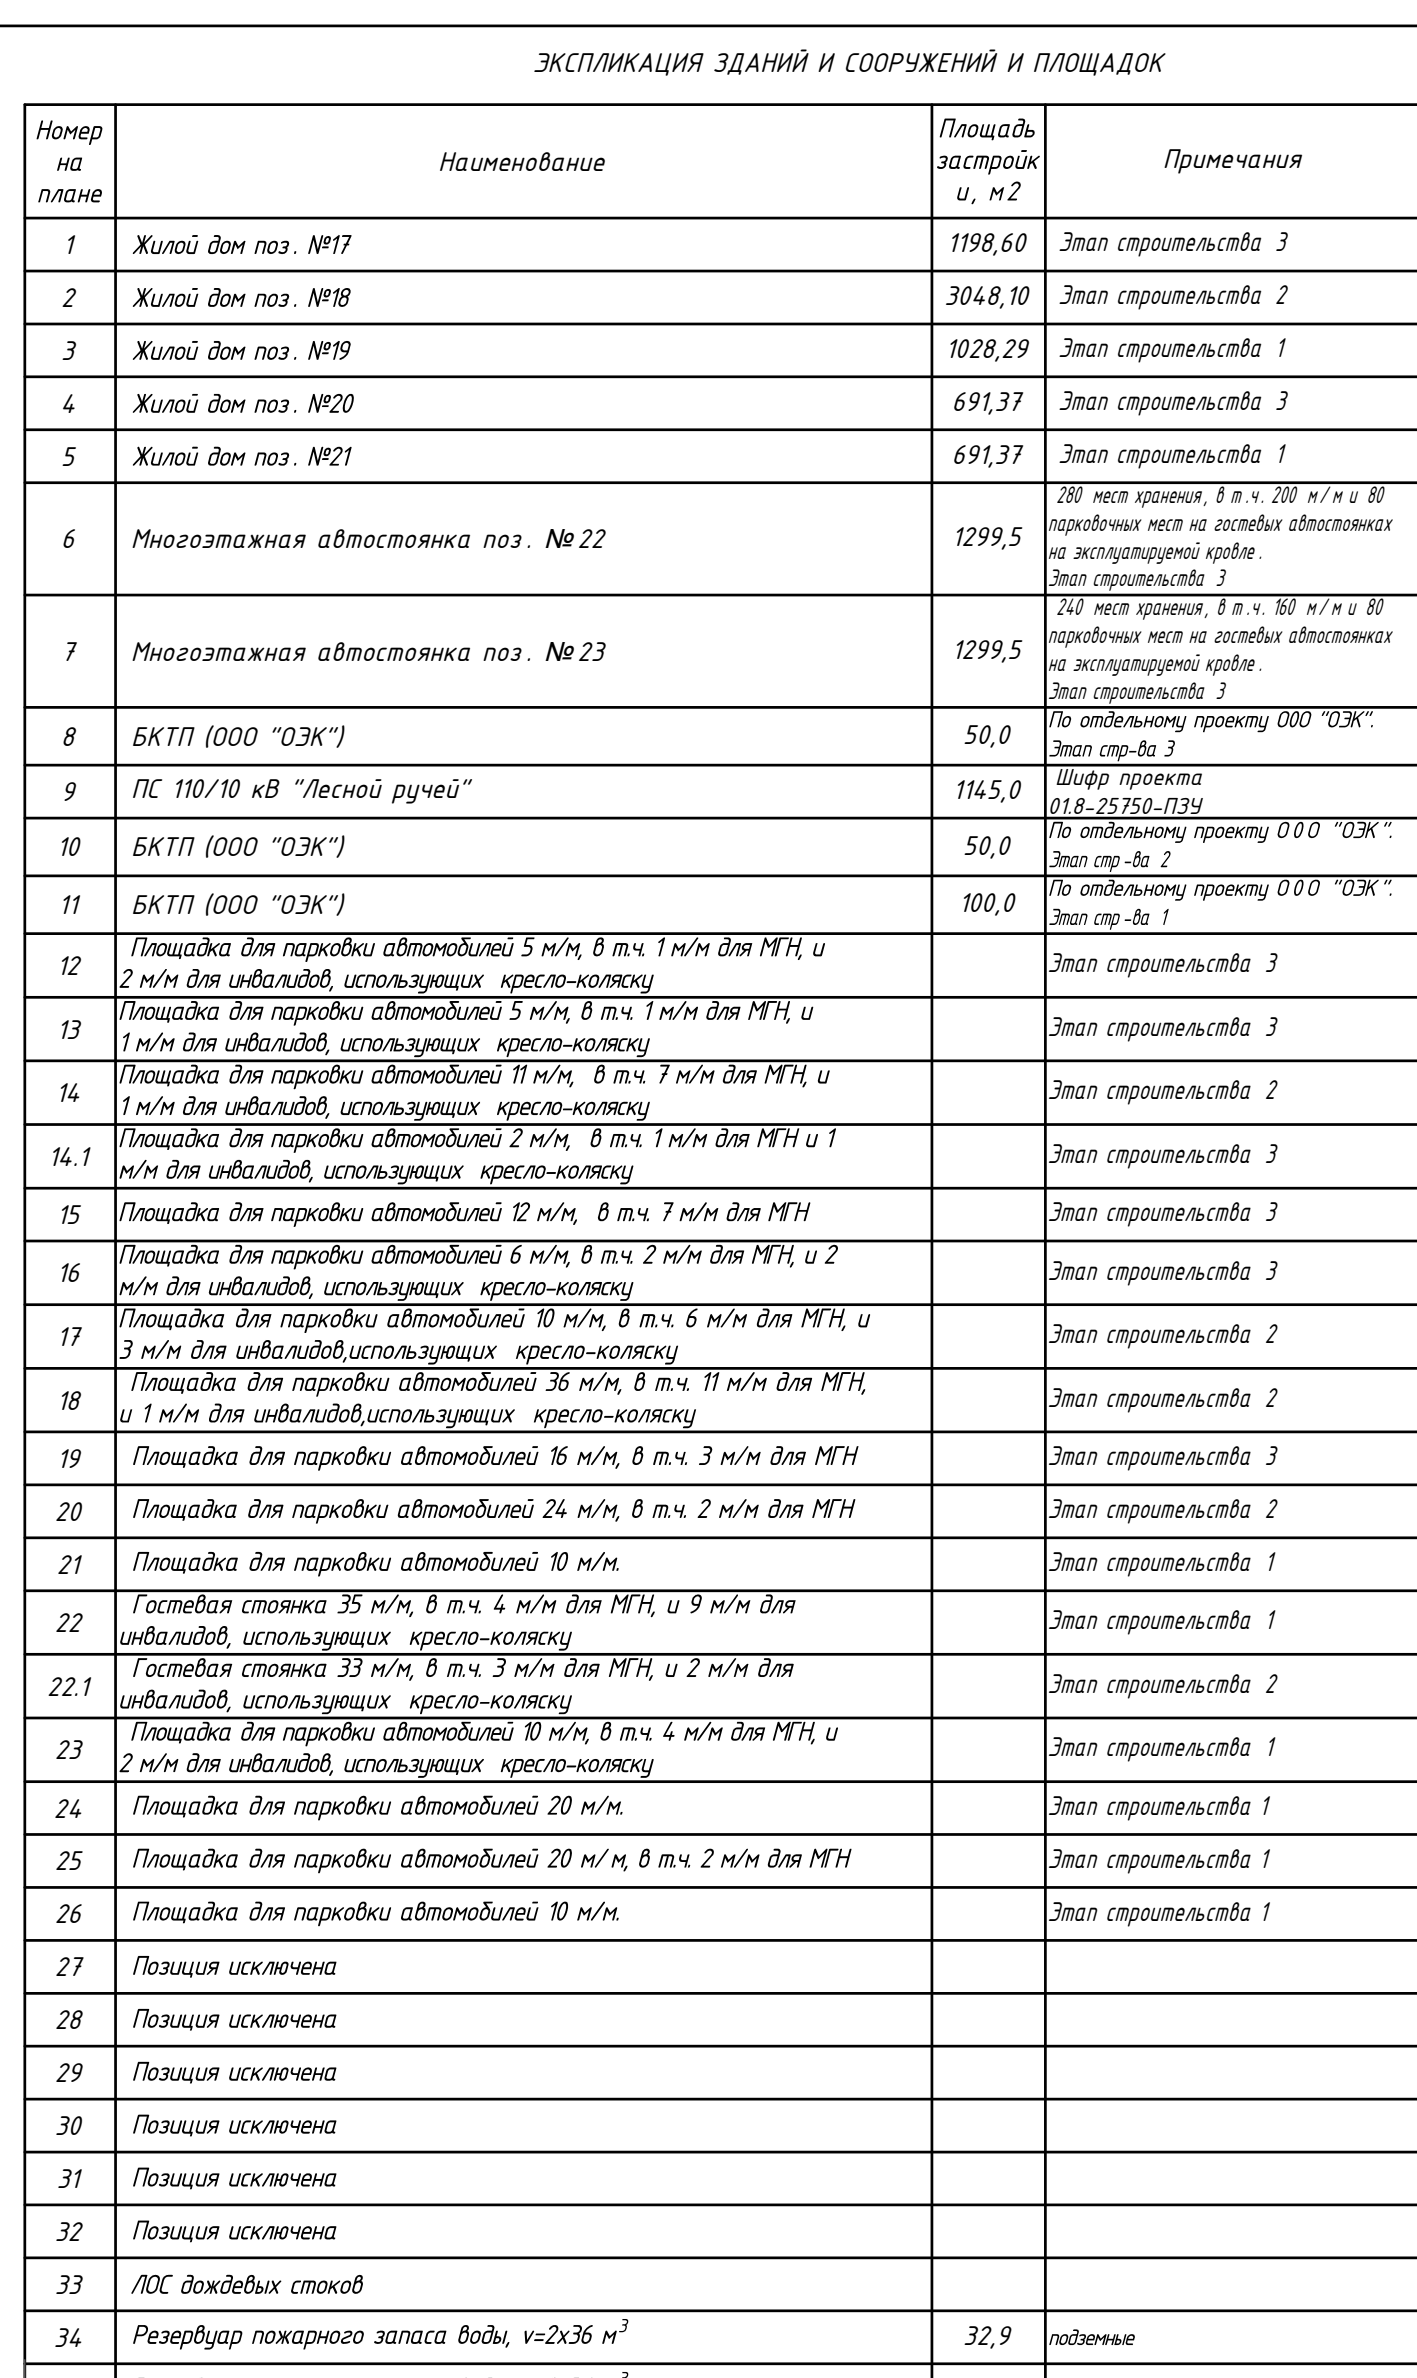 ЭКСПЛИКАЦИЯ ЗДАНИЙ И СООРУЖЕНИЙ И ПЛОЩАДОК
Номер
на
плане
Наименование
Площадь
застройк
и, м2
Примечания
1 Жилой дом поз. №17 1198,60 Этап строительства 3
2 Жилой дом поз. №18 3048,10 Этап строительства 2
3 Жилой дом поз. №19 1028,29 Этап строительства 1
4 Жилой дом поз. №20 691,37 Этап строительства 3
5 Жилой дом поз. №21 691,37 Этап строительства 1
6 Многоэтажная автостоянка поз. №22 1299,5
280 мест хранения, в т.ч. 200 м/м и 80
парковочных мест на гостевых автостоянках
на эксплуатируемой кровле.
Этап строительства 3
7 Многоэтажная автостоянка поз. №23 1299,5
240 мест хранения, в т.ч. 160 м/м и 80
парковочных мест на гостевых автостоянках
на эксплуатируемой кровле.
Этап строительства 3
8 БКТП (ООО "ОЭК") 50,0
По отдельному проекту ООО "ОЭК".
Этап стр-ва 3
9 ПС 110/10 кВ "Лесной ручей" 1145,0
Шифр проекта
01.8-25750-ПЗУ
10 БКТП (ООО "ОЭК") 50,0
По отдельному проекту ООО "ОЭК".
Этап стр-ва 2
11 БКТП (ООО "ОЭК") 100,0
По отдельному проекту ООО "ОЭК".
Этап стр-ва 1
12
Площадка для парковки автомобилей 5 м/м, в т.ч. 1 м/м для МГН, и
2 м/м для инвалидов, использующих кресло-коляску
Этап строительства 3
13
Площадка для парковки автомобилей 5 м/м, в т.ч. 1 м/м для МГН, и
1 м/м для инвалидов, использующих кресло-коляску
Этап строительства 3
14
Площадка для парковки автомобилей 11 м/м, в т.ч. 7 м/м для МГН, и
1 м/м для инвалидов, использующих кресло-коляску
Этап строительства 2
14.1
Площадка для парковки автомобилей 2 м/м, в т.ч. 1 м/м для МГН и 1
м/м для инвалидов, использующих кресло-коляску
Этап строительства 3
15 Площадка для парковки автомобилей 12 м/м, в т.ч. 7 м/м для МГН Этап строительства 3
16
Площадка для парковки автомобилей 6 м/м, в т.ч. 2 м/м для МГН, и 2
м/м для инвалидов, использующих кресло-коляску
Этап строительства 3
17
Площадка для парковки автомобилей 10 м/м, в т.ч. 6 м/м для МГН, и
3 м/м для инвалидов,использующих кресло-коляску
Этап строительства 2
18
Площадка для парковки автомобилей 36 м/м, в т.ч. 11 м/м для МГН,
и 1 м/м для инвалидов,использующих кресло-коляску
Этап строительства 2
19 Площадка для парковки автомобилей 16 м/м, в т.ч. 3 м/м для МГН Этап строительства 3
20 Площадка для парковки автомобилей 24 м/м, в т.ч. 2 м/м для МГН Этап строительства 2
21 Площадка для парковки автомобилей 10 м/м. Этап строительства 1
22
Гостевая стоянка 35 м/м, в т.ч. 4 м/м для МГН, и 9 м/м для
инвалидов, использующих кресло-коляску
Этап строительства 1
22.1
Гостевая стоянка 33 м/м, в т.ч. 3 м/м для МГН, и 2 м/м для
инвалидов, использующих кресло-коляску
Этап строительства 2
23
Площадка для парковки автомобилей 10 м/м, в т.ч. 4 м/м для МГН, и
2 м/м для инвалидов, использующих кресло-коляску
Этап строительства 1
24 Площадка для парковки автомобилей 20 м/м. Этап строительства 1
25 Площадка для парковки автомобилей 20 м/м, в т.ч. 2 м/м для МГН Этап строительства 1
26 Площадка для парковки автомобилей 10 м/м. Этап строительства 1
27 Позиция исключена
28 Позиция исключена
29 Позиция исключена
30 Позиция исключена
31 Позиция исключена
32 Позиция исключена
33 ЛОС дождевых стоков
34 Резервуар пожарного запаса воды, v=2x36 м³ 32,9 подземные